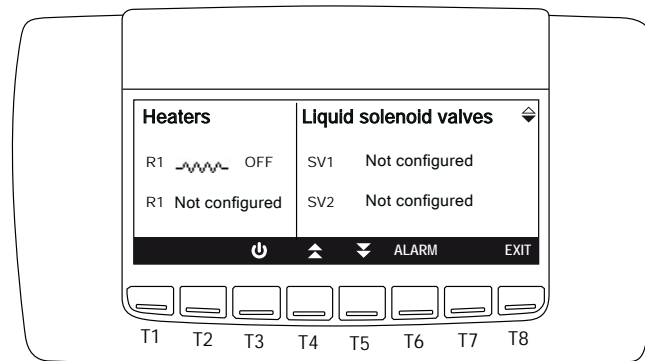 Heaters
R1 OFF
R1 Not configured
Liquid solenoid valves
SV1 Not configured
SV2 Not configured
ALARM EXIT
T1 T2 T3 T4 T5 T6 T7 T8